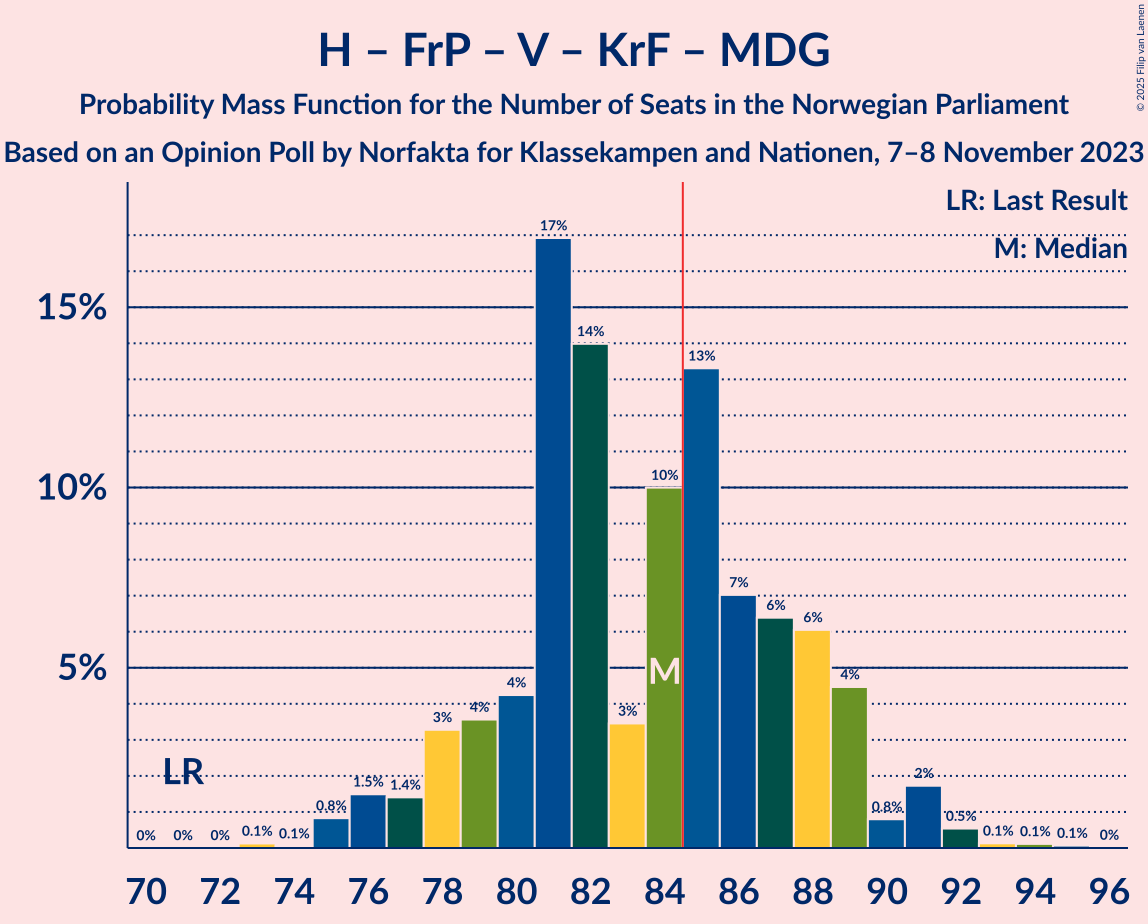 H – FrP – V – KrF – MDG
Probability Mass Function for the Number of Seats in the Norwegian Parliament
Based on an Opinion Poll by Norfakta for Klassekampen and Nationen, 7–8 November 2023
© 2025 Filip van Laenen
LR: Last Result
M: Median
15%
10%
5%
0% 0% 0% 0.1% 0.1% 0.8% 1.5% 1.4% 3% 4% 4% 17% 14% 3% 10% 13% 7% 6% 6% 4% 0.8% 2% 0.5% 0.1% 0.1% 0.1% 0%
LR
M
70 72 74 76 78 80 82 84 86 88 90 92 94 96